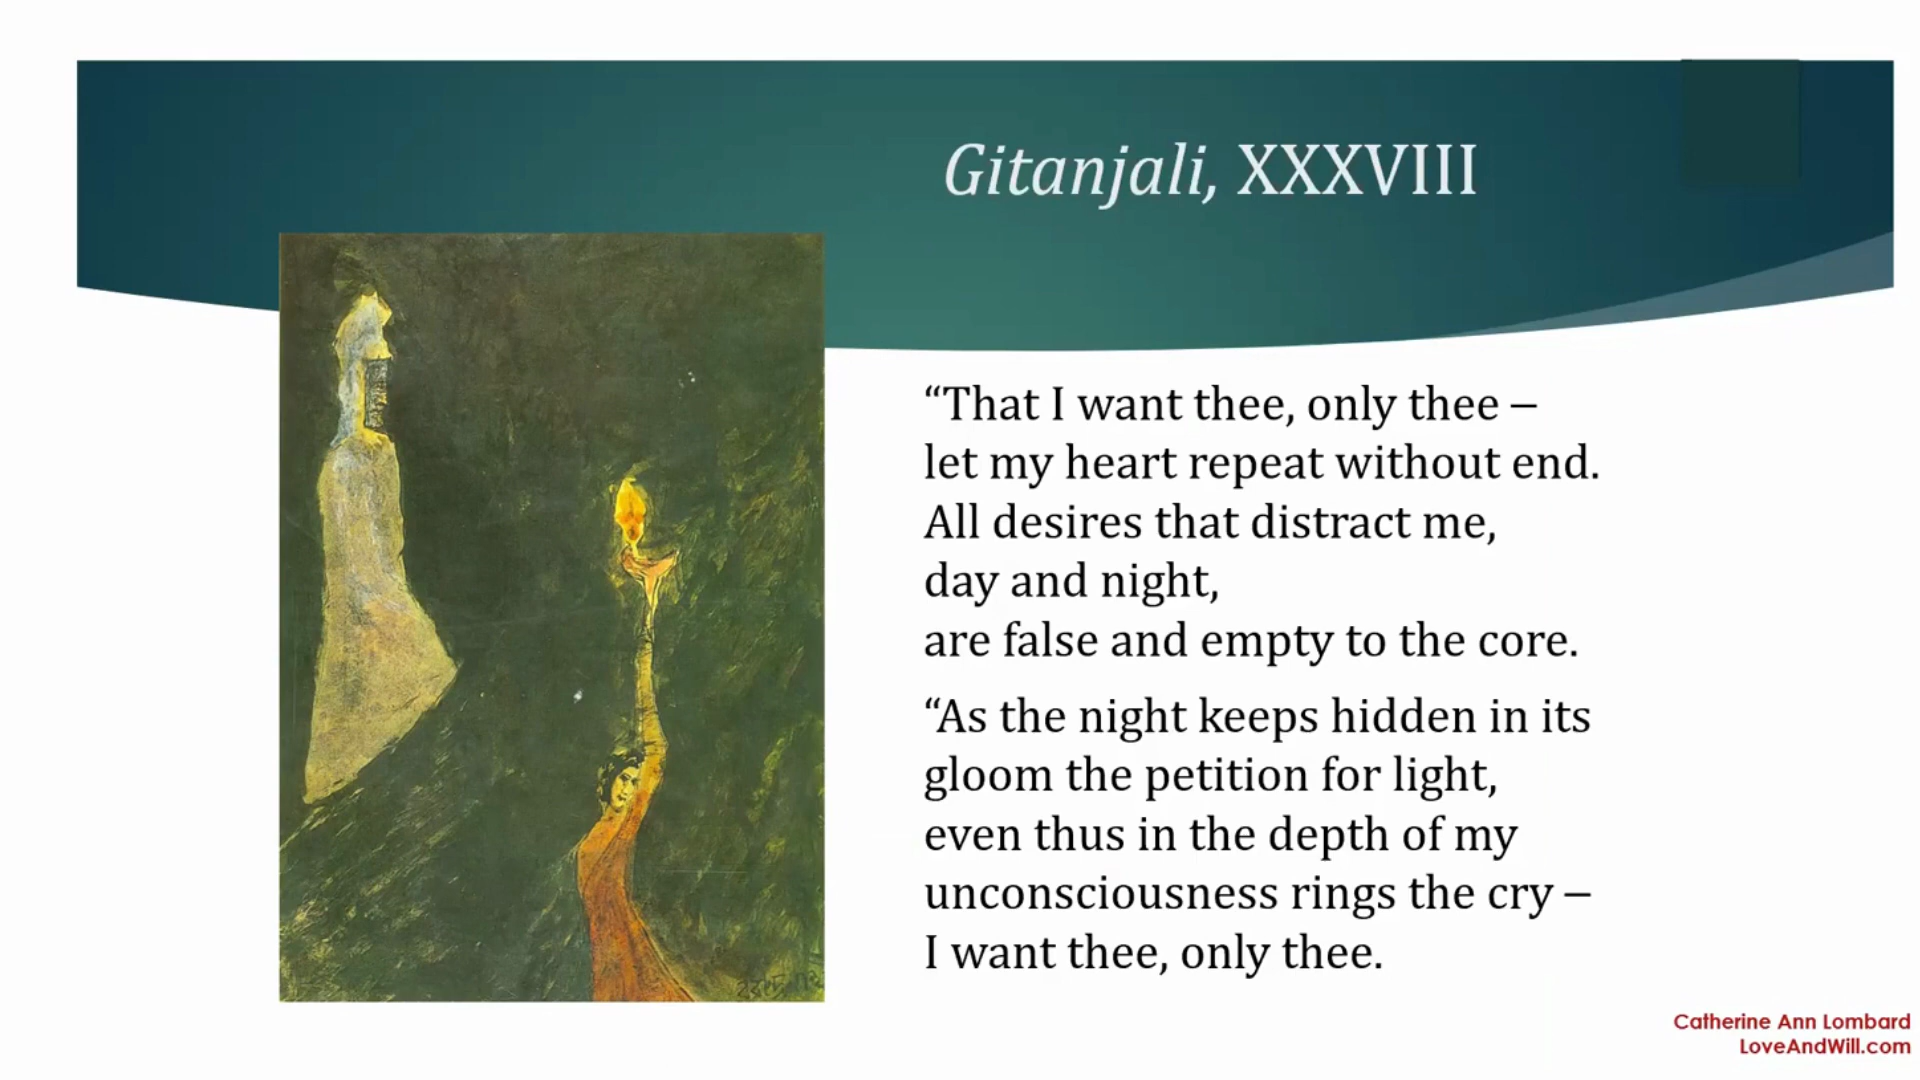 Gitanjali, XXXVIII
“That I want thee, only thee –
let my heart repeat without end.
All desires that distract me,
day and night,
are false and empty to the core.
“As the night keeps hidden in its
gloom the petition for light,
even thus in the depth of my
unconsciousness rings the cry –
I want thee, only thee.
Catherine Ann Lombard
LoveAndWill.com